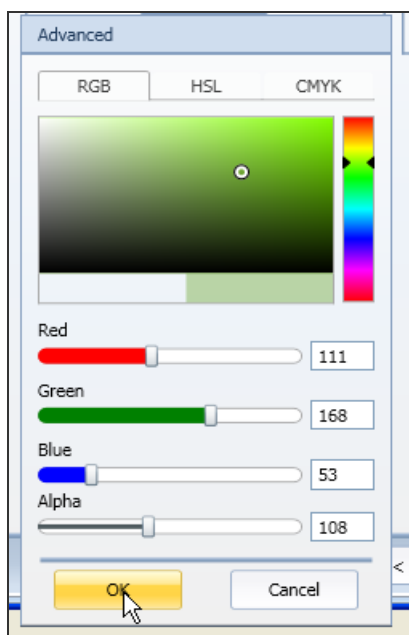 Advanced
RGB HSL CMYK
Red
111
Green
168
Blue
53
Alpha
108
<
OK Cancel